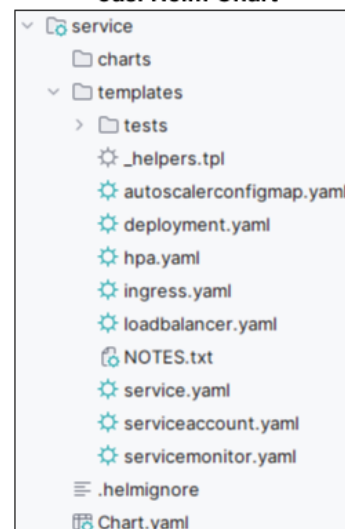 service
charts
templates
tests
_helpers.tpl
autoscalerconfigmap.yaml
deployment.yaml
hpa.yaml
ingress.yaml
loadbalancer.yaml
NOTES.txt
service.yaml
serviceaccount.yaml
servicemonitor.yaml
.helmignore
Chart.yaml